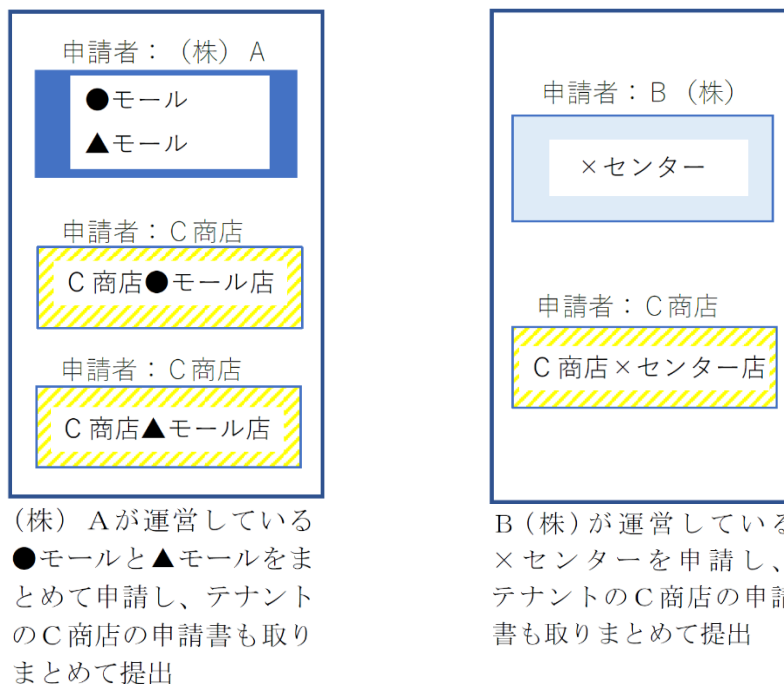 申請者：（株）A
●モール
▲モール
申請者：C商店
C商店●モール店
申請者：C商店
C商店▲モール店
(株) Aが運営している
●モールと▲モールをま
とめて申請し、テナント
のC商店の申請書も取り
まとめて提出
申請者：B（株）
×センター
申請者：C商店
C商店×センター店
B(株)が運営している
×センターを申請し、
テナントのC商店の申請
書も取りまとめて提出